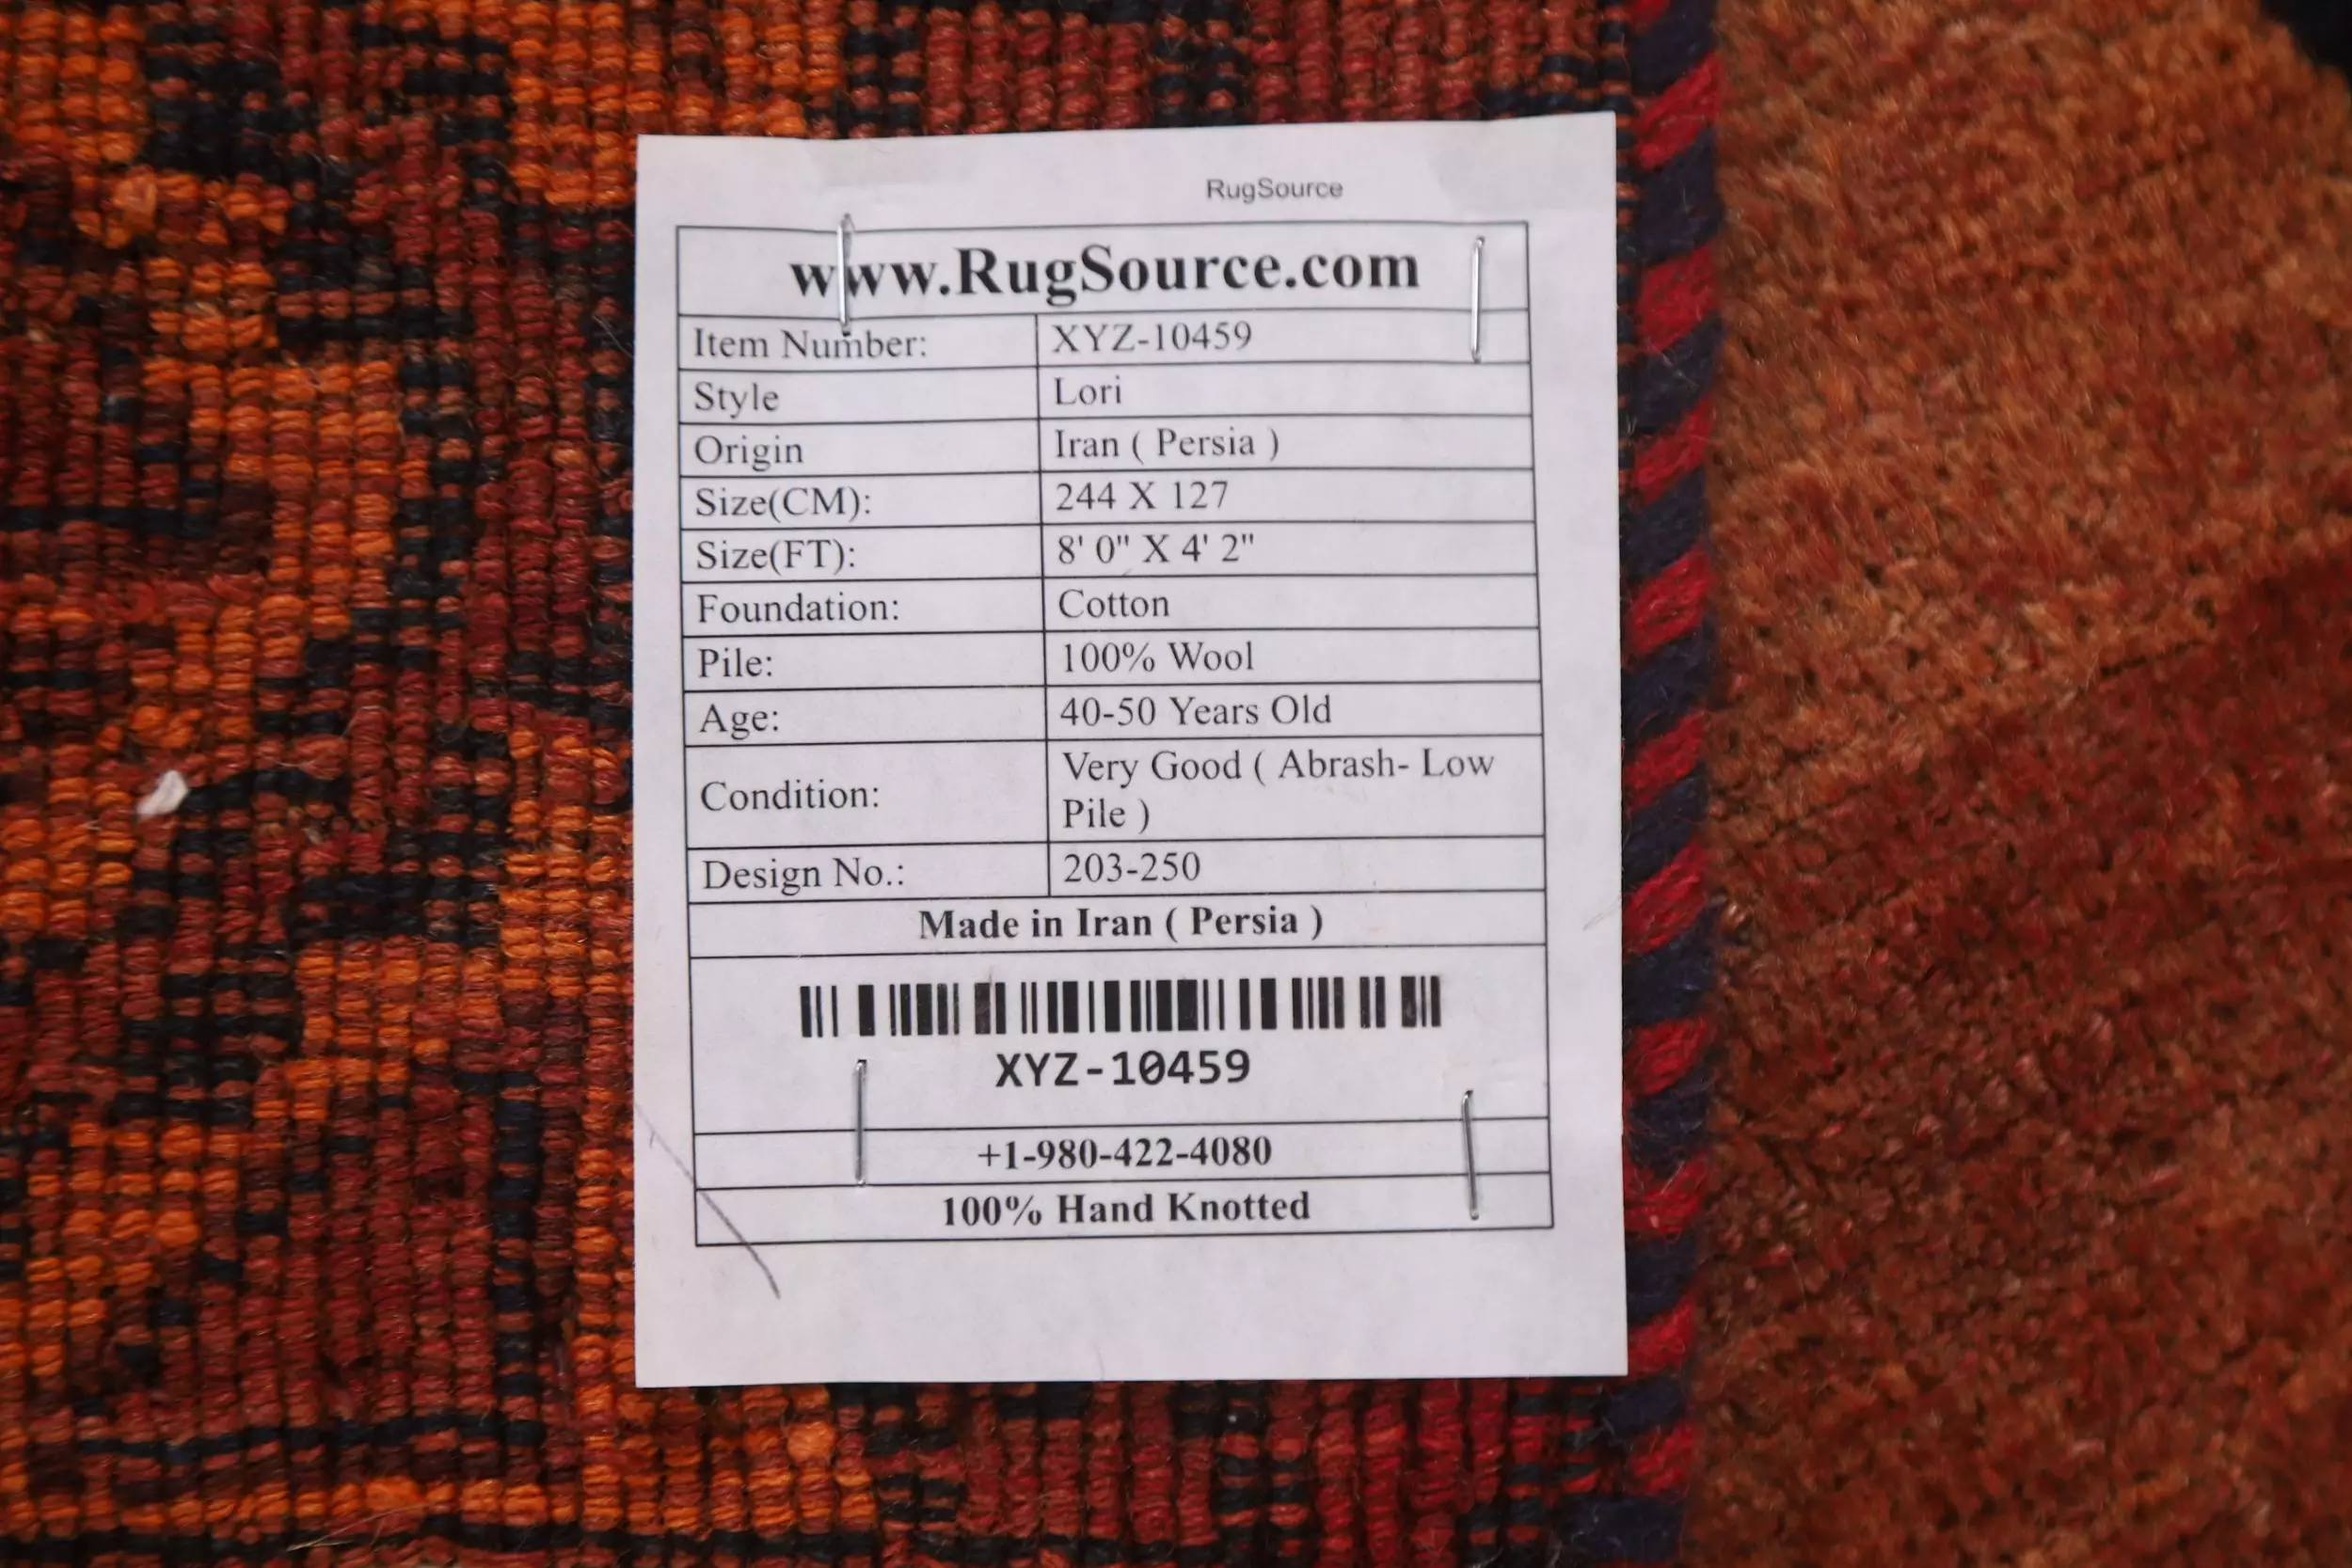 RugSource
www.RugSource.com
Item Number: XYZ-10459
Style Lori
Origin Iran ( Persia )
Size(CM): 244 X 127
Size(FT): 8' 0" X 4' 2"
Foundation: Cotton
Pile: 100% Wool
Age: 40-50 Years Old
Condition: Very Good ( Abrash- Low
Pile )
Design No.: 203-250
Made in Iran ( Persia )
XYZ-10459
+1-980-422-4080
100% Hand Knotted